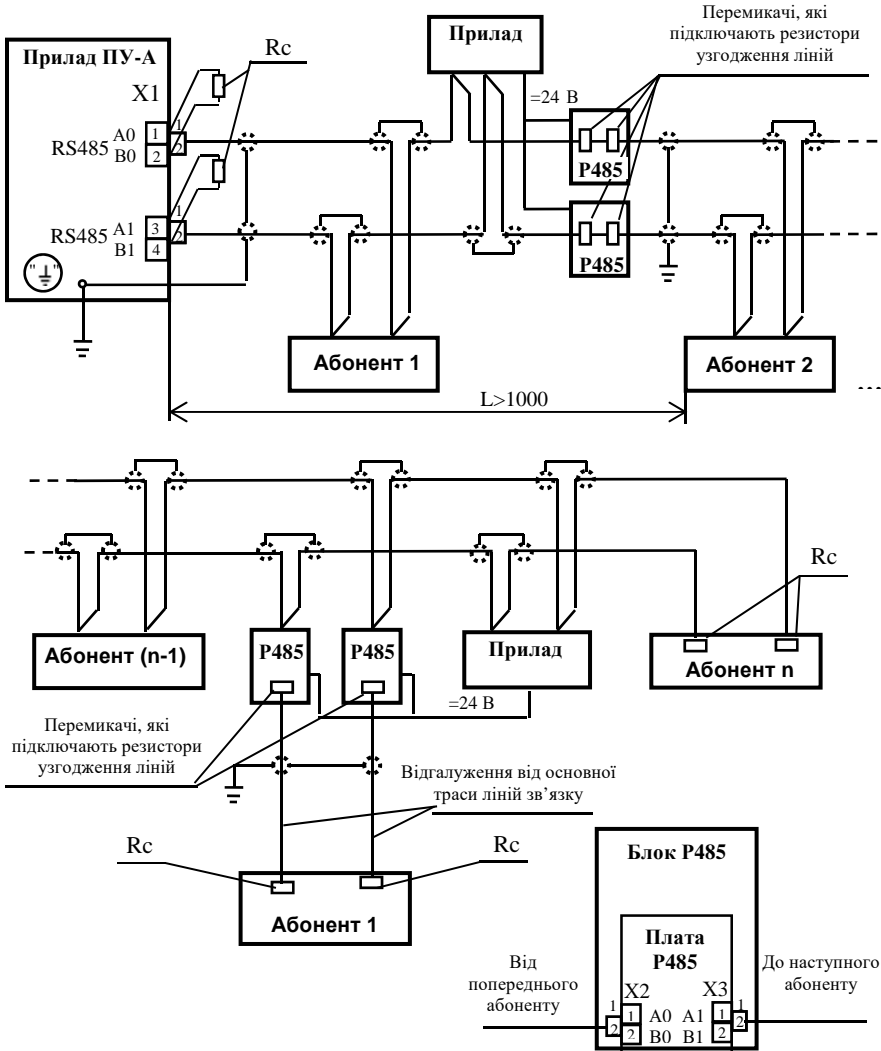 Перемикачі, які
підключають резистори
узгодження ліній
Прилад ПУ-А
Rc
Прилад
X1
=24 В
RS485 A0 1 1
B0 2 2
P485
RS485 A1 3 1
B1 4 2
P485
"⏚"
Абонент 1
Абонент 2
...
L>1000
Rc
Абонент (n-1)
P485
P485
Прилад
Абонент n
=24 В
Перемикачі, які
підключають резистори
узгодження ліній
Відгалуження від основної
траси ліній зв’язку
Rc
Rc
Абонент 1
Блок P485
Плата
P485
Від
попереднього
абоненту
До наступного
абоненту
X2 X3
1 1 A0 A1 1 1
2 2 B0 B1 2 2